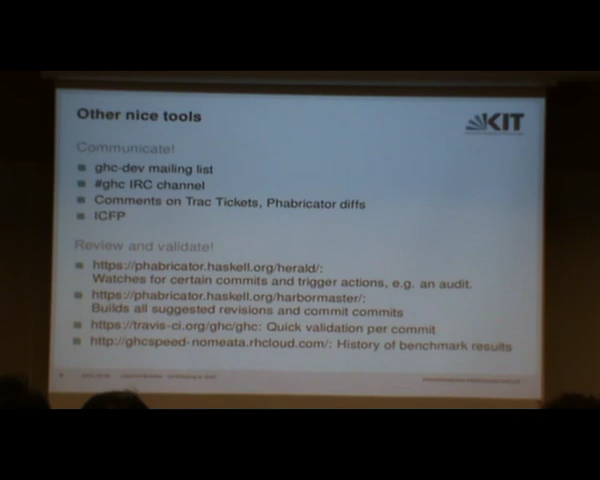 Other nice tools
KIT
Communicate!
ghc-dev mailing list
#ghc IRC channel
Comments on Trac Tickets, Phabricator diffs
ICFP
Review and validate!
https://phabricator.haskell.org/herald/:
Watches for certain commits and trigger actions, e.g. an audit.
https://phabricator.haskell.org/harbormaster/:
Builds all suggested revisions and commit commits
https://travis-ci.org/ghc/ghc: Quick validation per commit
http://ghcspeed-nomeata.rhcloud.com/: History of benchmark results